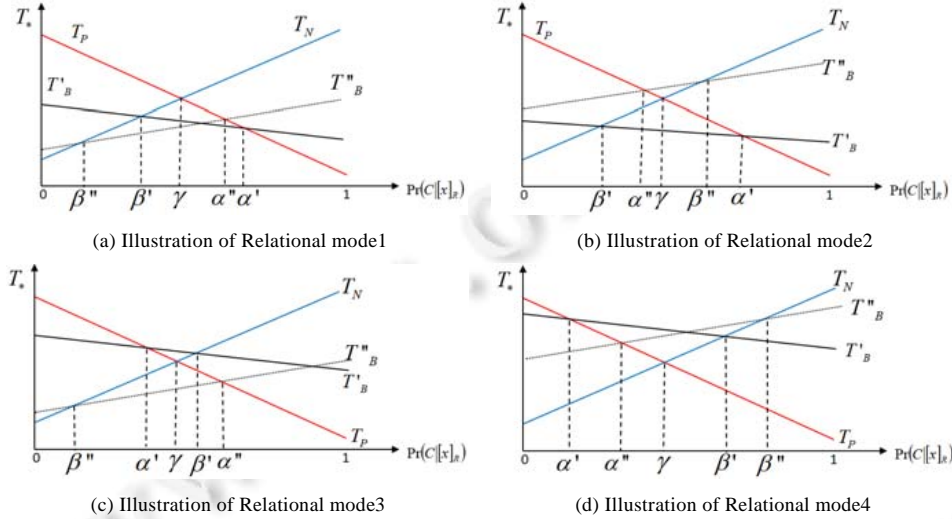 T*
T_P
T_N
T'_B
T"_B
0
β"
β'
γ
α"
α'
1
Pr(C|[x]_R)
(a) Illustration of Relational mode1
T*
T_P
T_N
T"_B
T'_B
0
β'
α"
γ
β"
α'
1
Pr(C|[x]_R)
(b) Illustration of Relational mode2
T*
T_N
T"_B
T'_B
T_P
0
β"
α'
γ
β'
α"
1
Pr(C|[x]_R)
(c) Illustration of Relational mode3
T*
T_N
T"_B
T'_B
T_P
0
α'
α"
γ
β'
β"
1
Pr(C|[x]_R)
(d) Illustration of Relational mode4